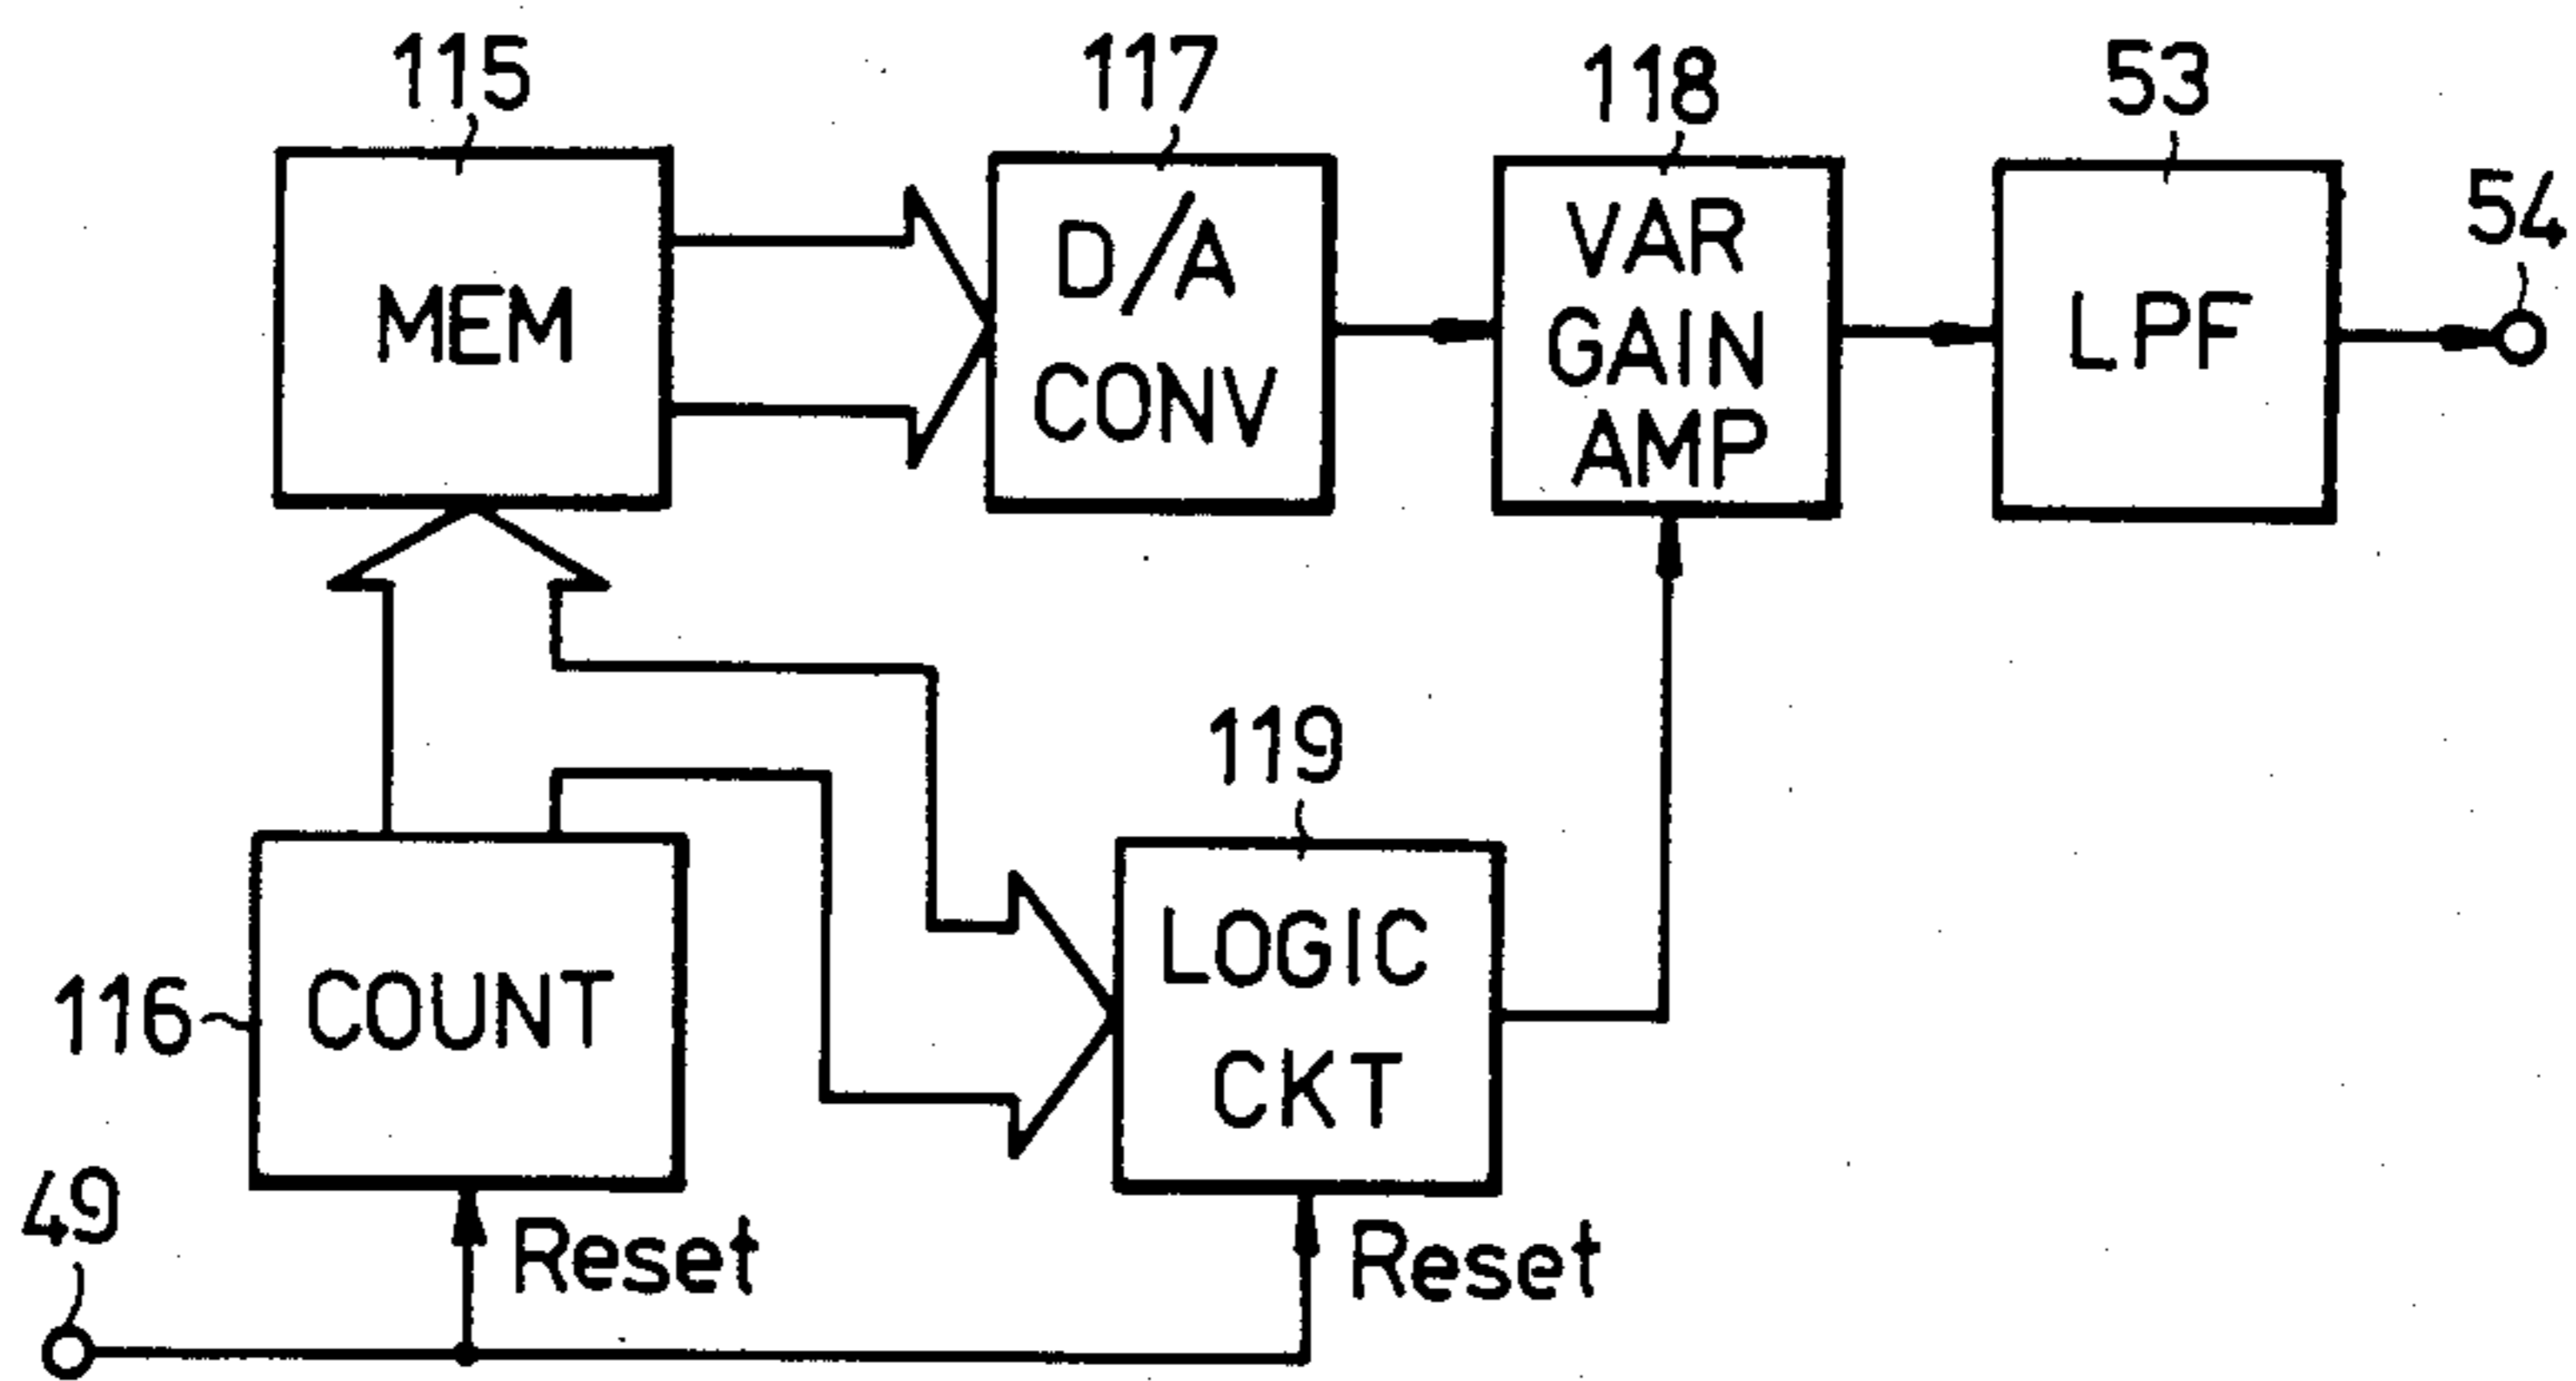 115
117
118
53
54
MEM
D/A
CONV
VAR
GAIN
AMP
LPF
119
116
COUNT
LOGIC
CKT
49
Reset
Reset